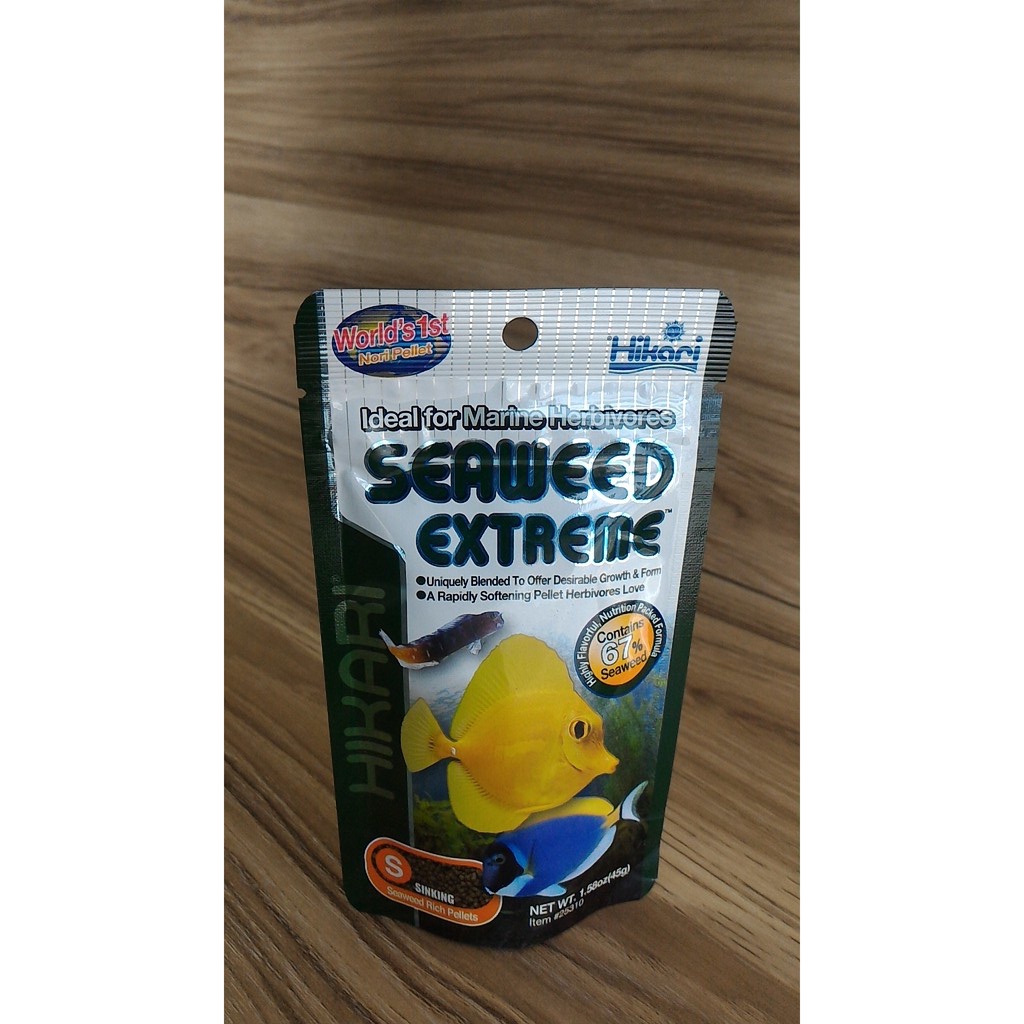 World's 1st
Nori Pellet
Hikari
Ideal for Marine Herbivores
SEAWEED
EXTREME™
●Uniquely Blended To Offer Desirable Growth & Form
●A Rapidly Softening Pellet Herbivores Love
Highly Flavorful, Nutrition Packed Formula
Contains
67%
Seaweed
HIKARI
S
SINKING
Seaweed Rich Pellets
NET WT. 1.58oz(45g)
Item #25310